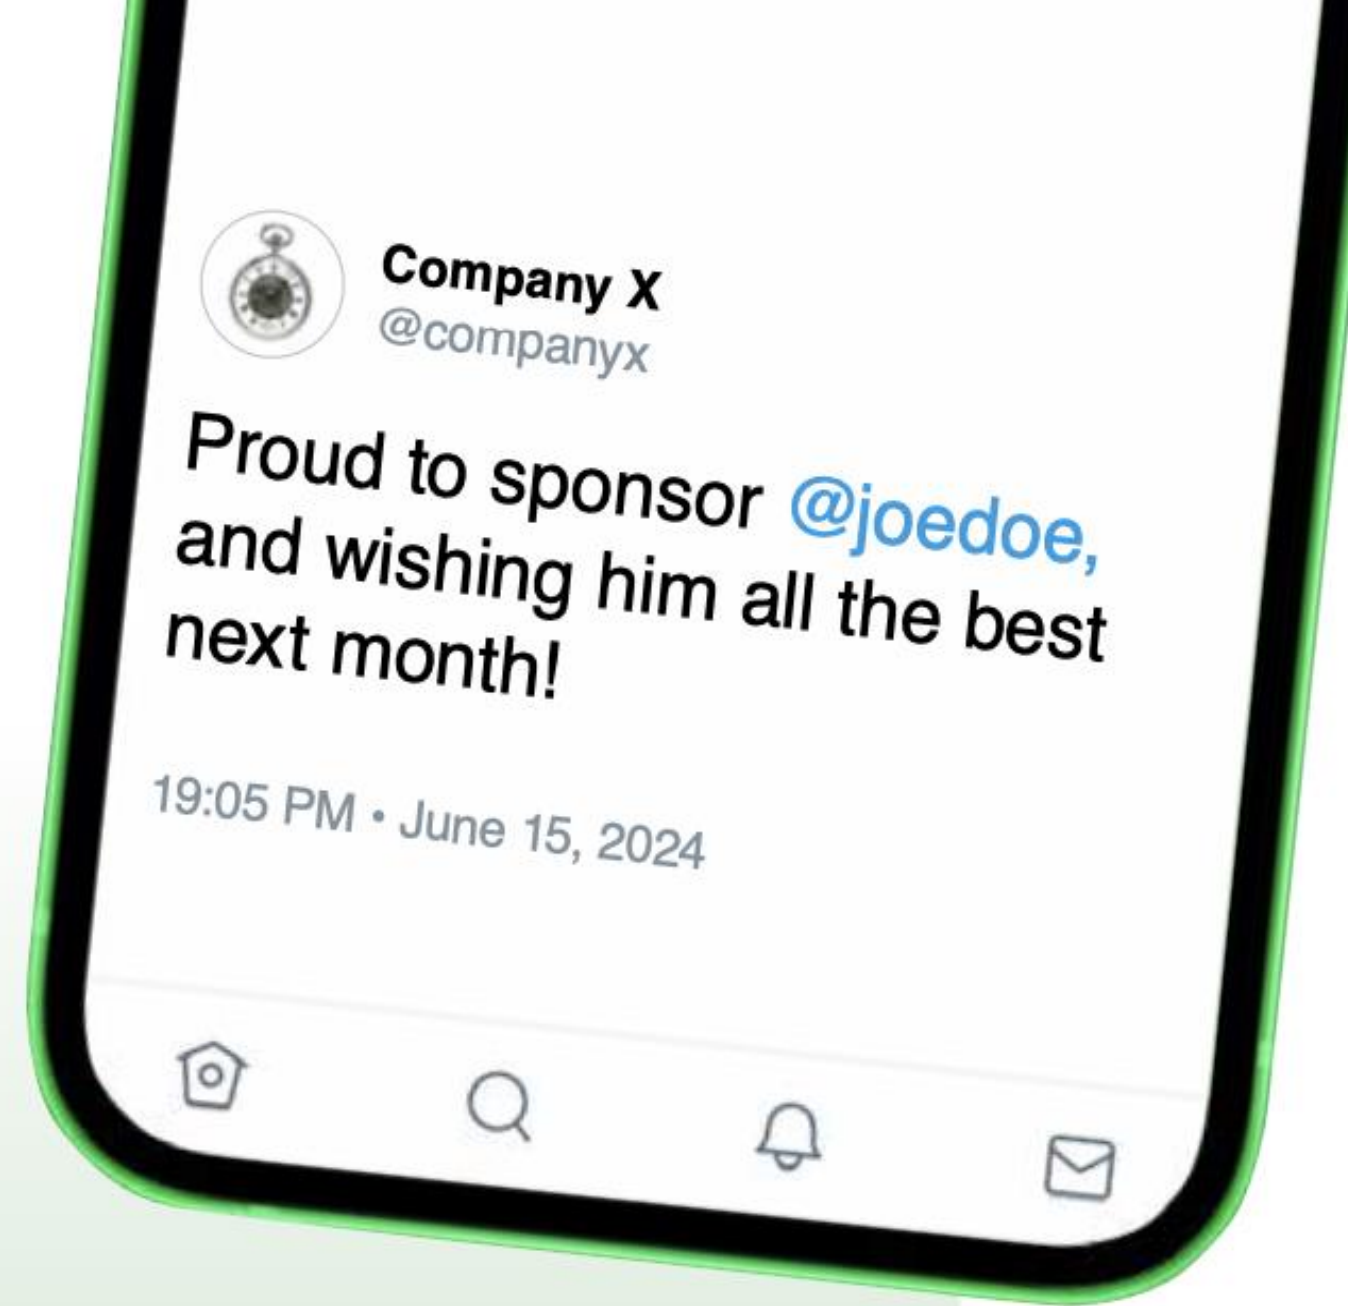 Company X
@companyx
Proud to sponsor @joedoe,
and wishing him all the best
next month!
19:05 PM • June 15, 2024